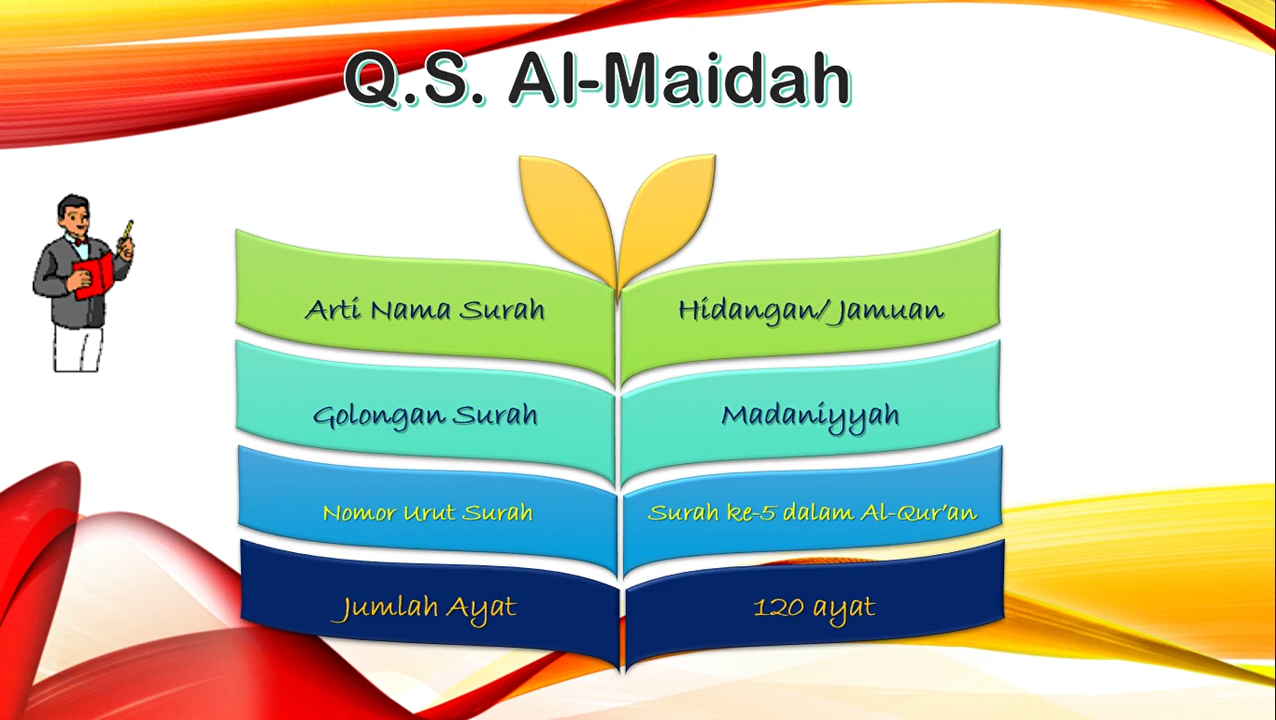 Q.S. Al-Maidah
Arti Nama Surah
Hidangan/Jamuan
Golongan Surah
Madaniyyah
Nomor Urut Surah
Surah ke-5 dalam Al-Qur'an
Jumlah Ayat
120 ayat